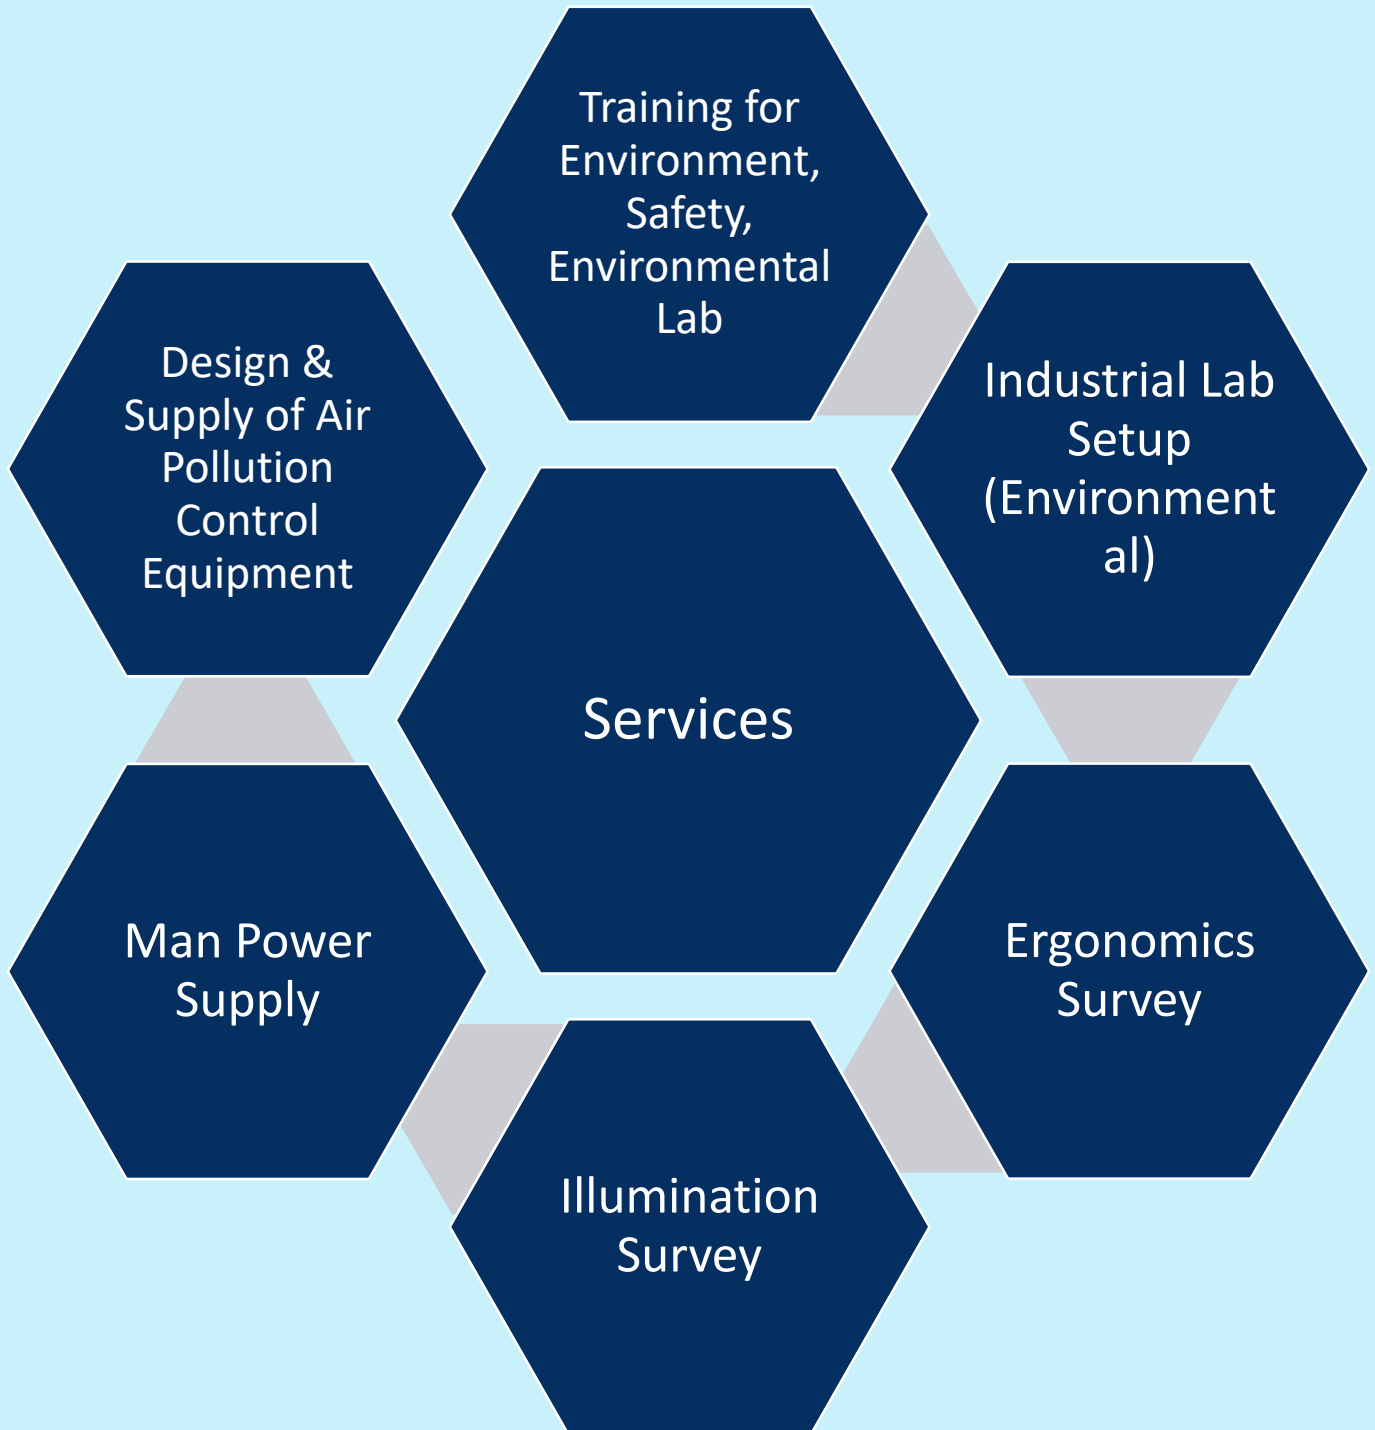 Training for
Environment,
Safety,
Environmental
Lab
Design &
Supply of Air
Pollution
Control
Equipment
Industrial Lab
Setup
(Environment
al)
Services
Man Power
Supply
Ergonomics
Survey
Illumination
Survey